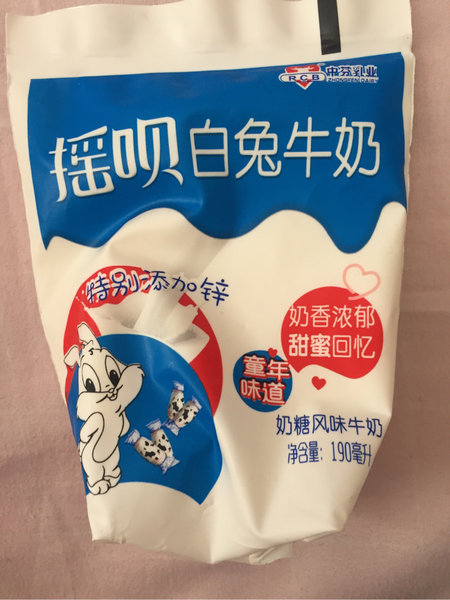 RCB
中芬乳业
ZHONGFEN DAIRY
摇呗白兔牛奶
特别添加锌
奶香浓郁
甜蜜回忆
童年
味道
奶糖风味牛奶
净含量：190毫升